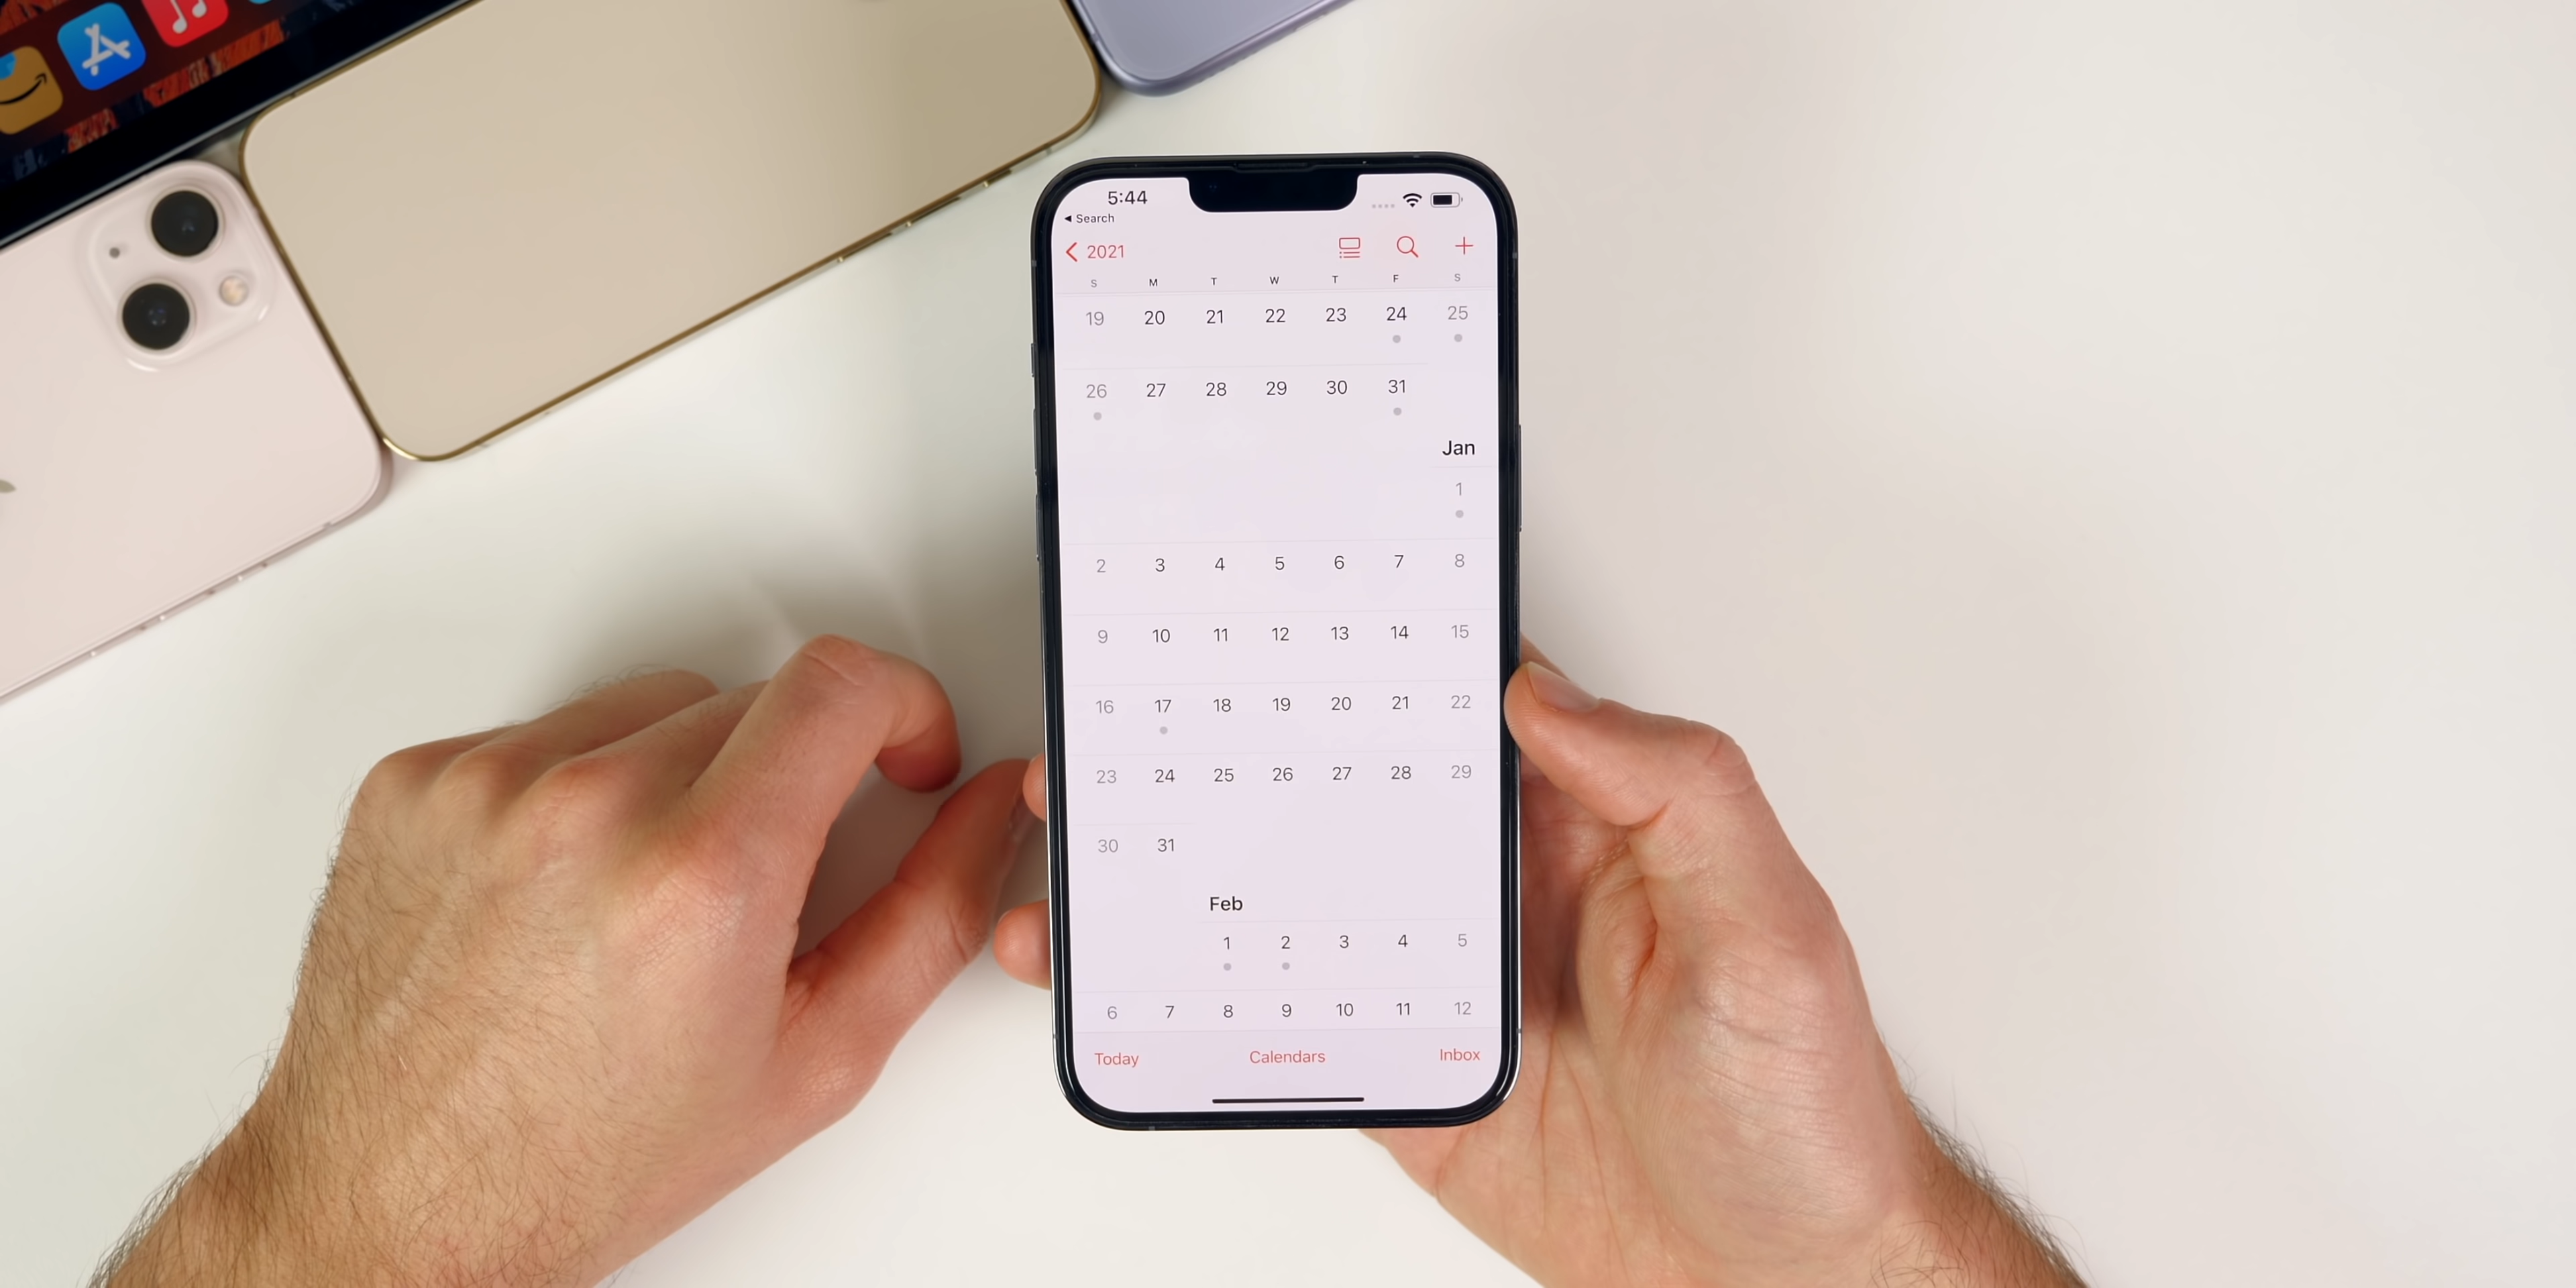 5:44
Search
2021
S M T W T F S
19 20 21 22 23 24 25
26 27 28 29 30 31
Jan
1
2 3 4 5 6 7 8
9 10 11 12 13 14 15
16 17 18 19 20 21 22
23 24 25 26 27 28 29
30 31
Feb
1 2 3 4 5
6 7 8 9 10 11 12
Today Calendars Inbox